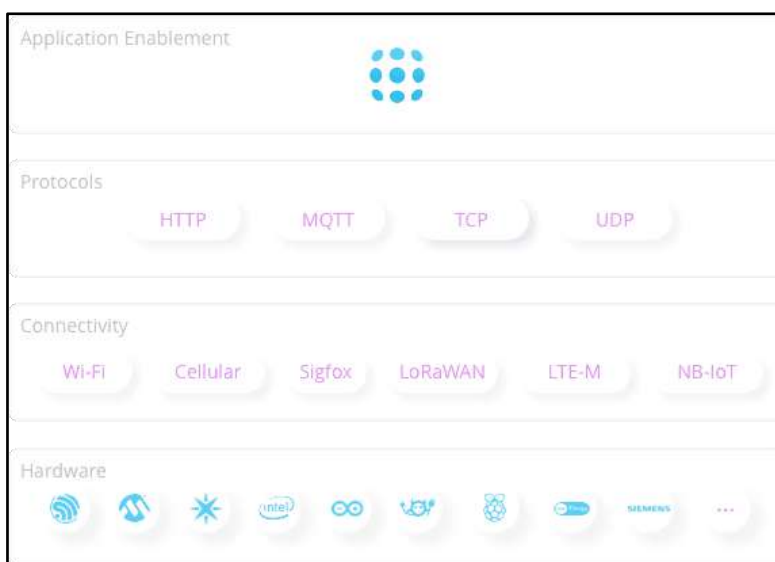 Application Enablement
Protocols
HTTP MQTT TCP UDP
Connectivity
Wi-Fi Cellular Sigfox LoRaWAN LTE-M NB-IoT
Hardware
intel SIEMENS ...